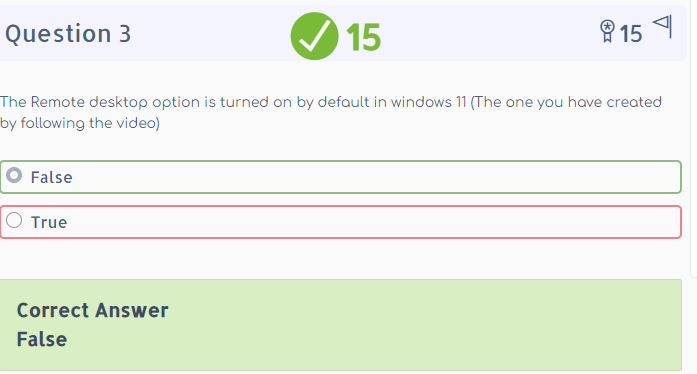 Question 3
15
15
The Remote desktop option is turned on by default in windows 11 (The one you have created
by following the video)
False
True
Correct Answer
False